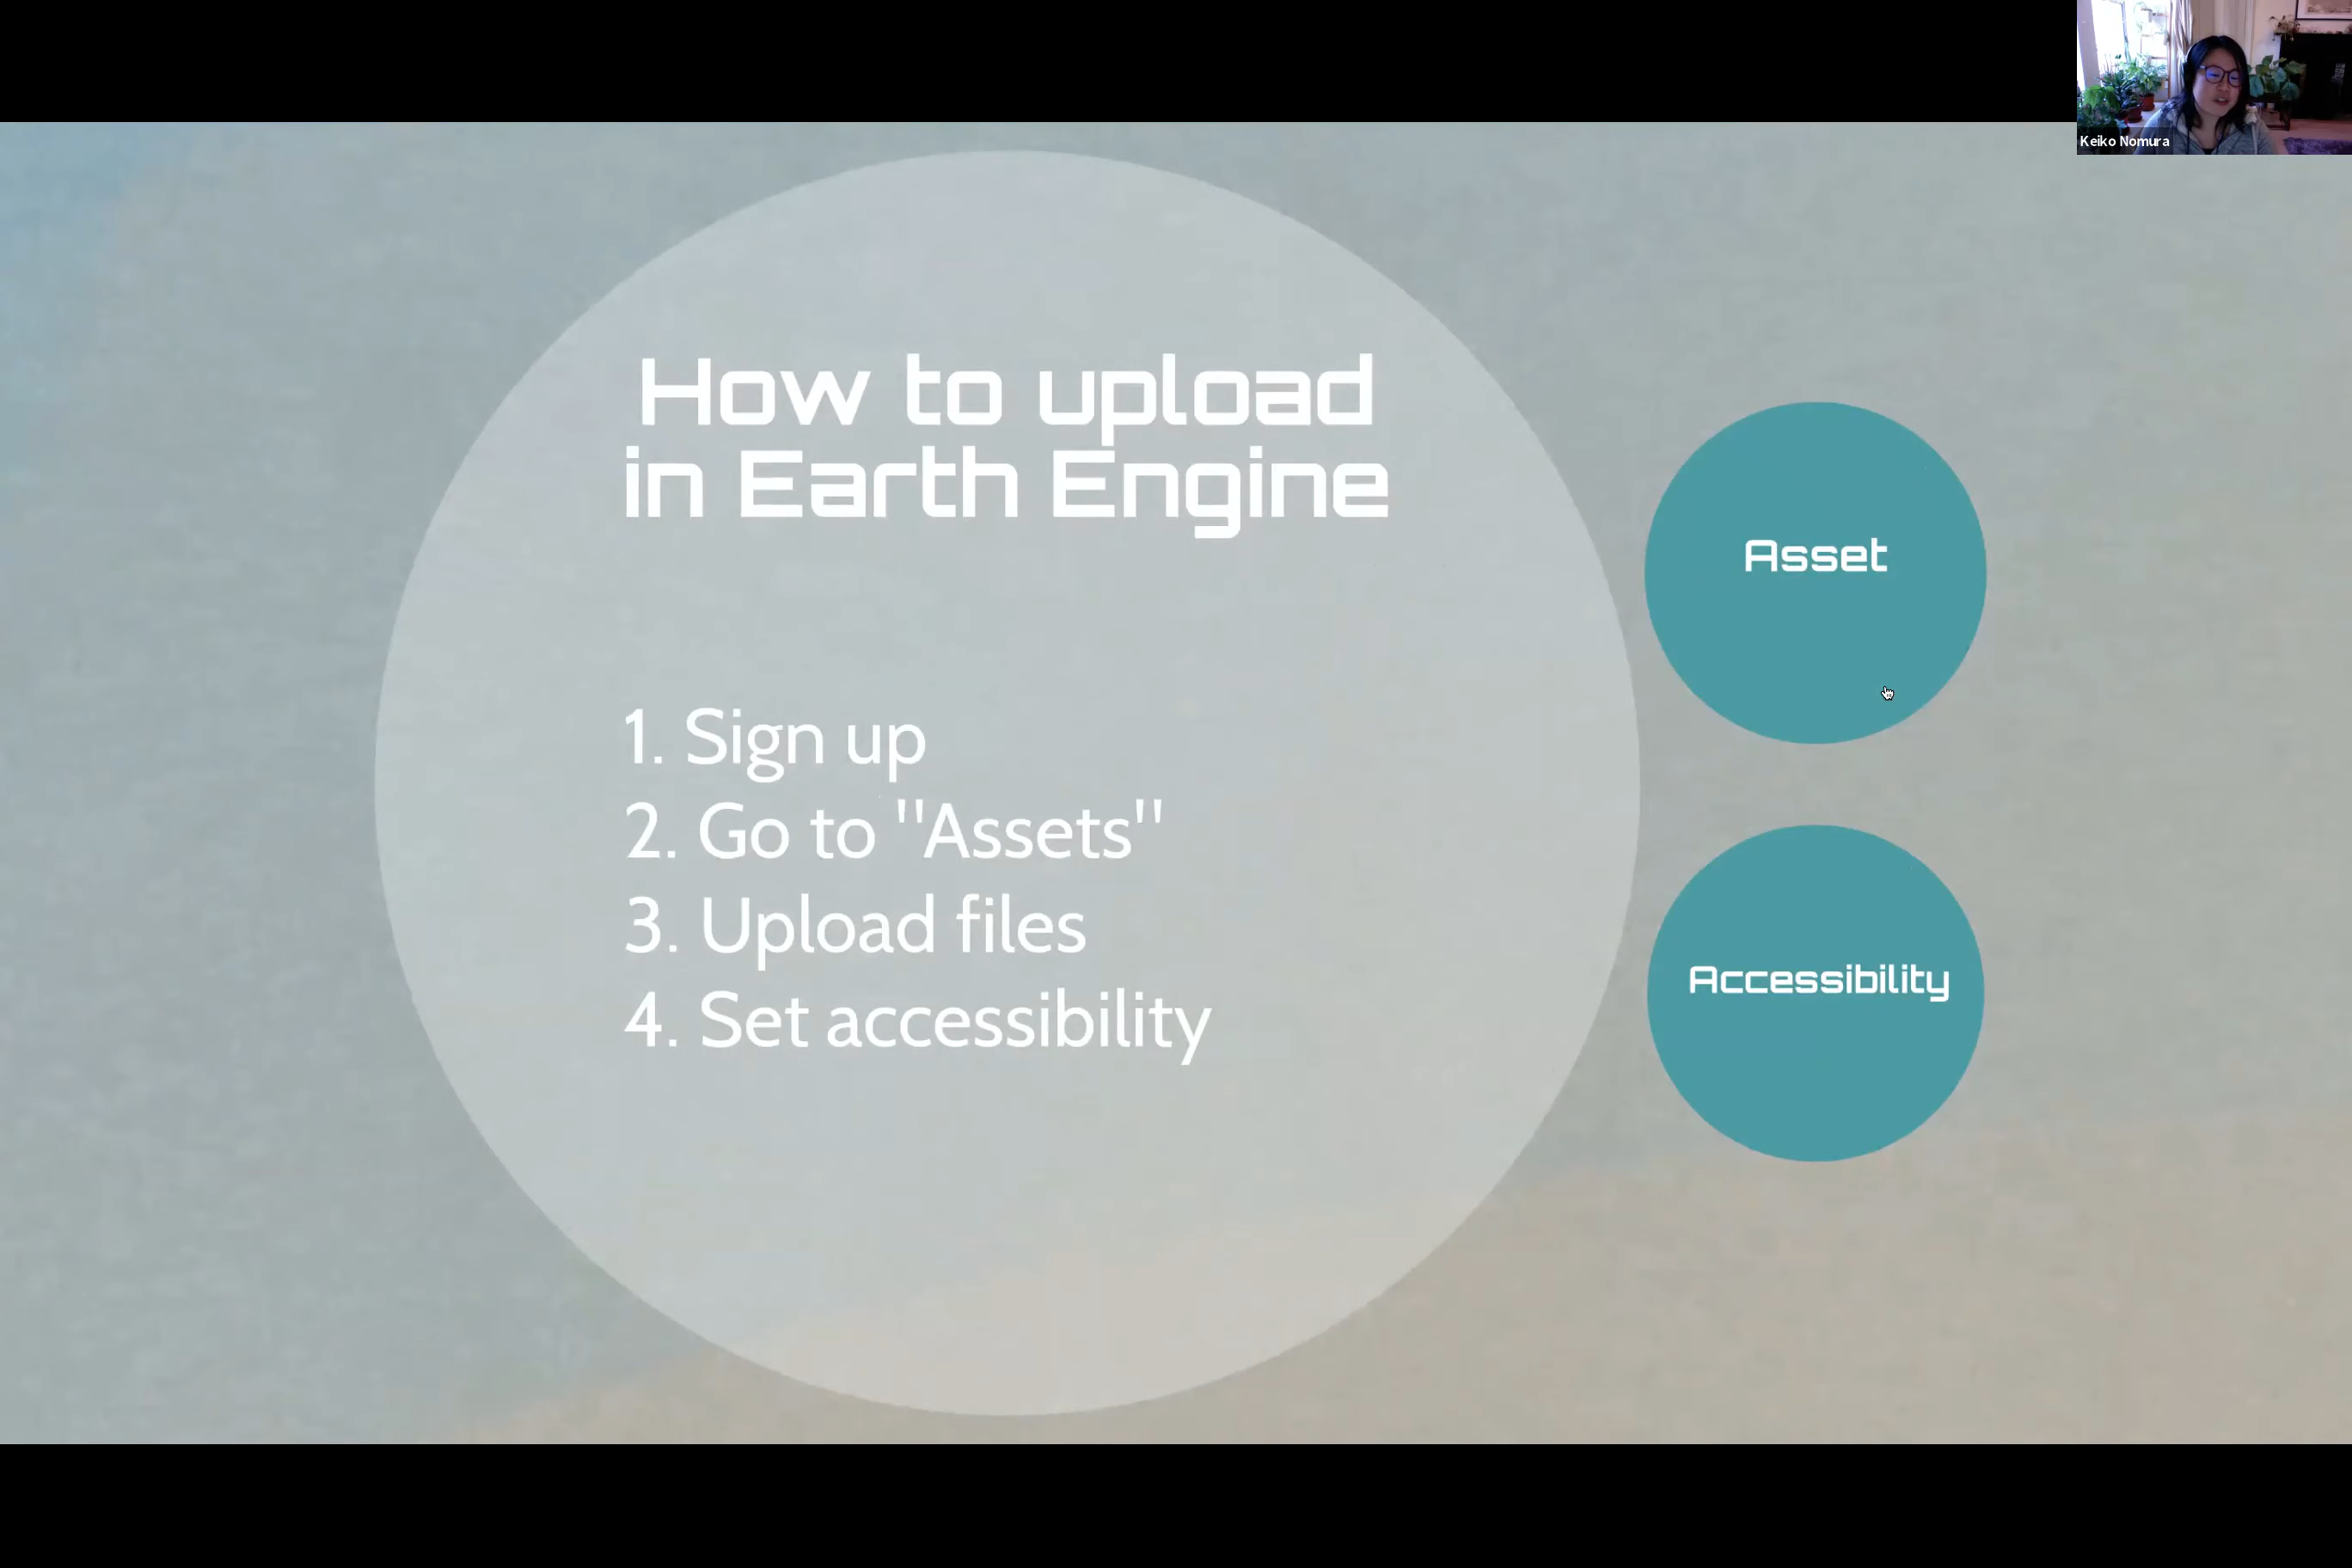 How to upload
in Earth Engine
1. Sign up
2. Go to "Assets"
3. Upload files
4. Set accessibility
Asset
Accessibility
Keiko Nomura